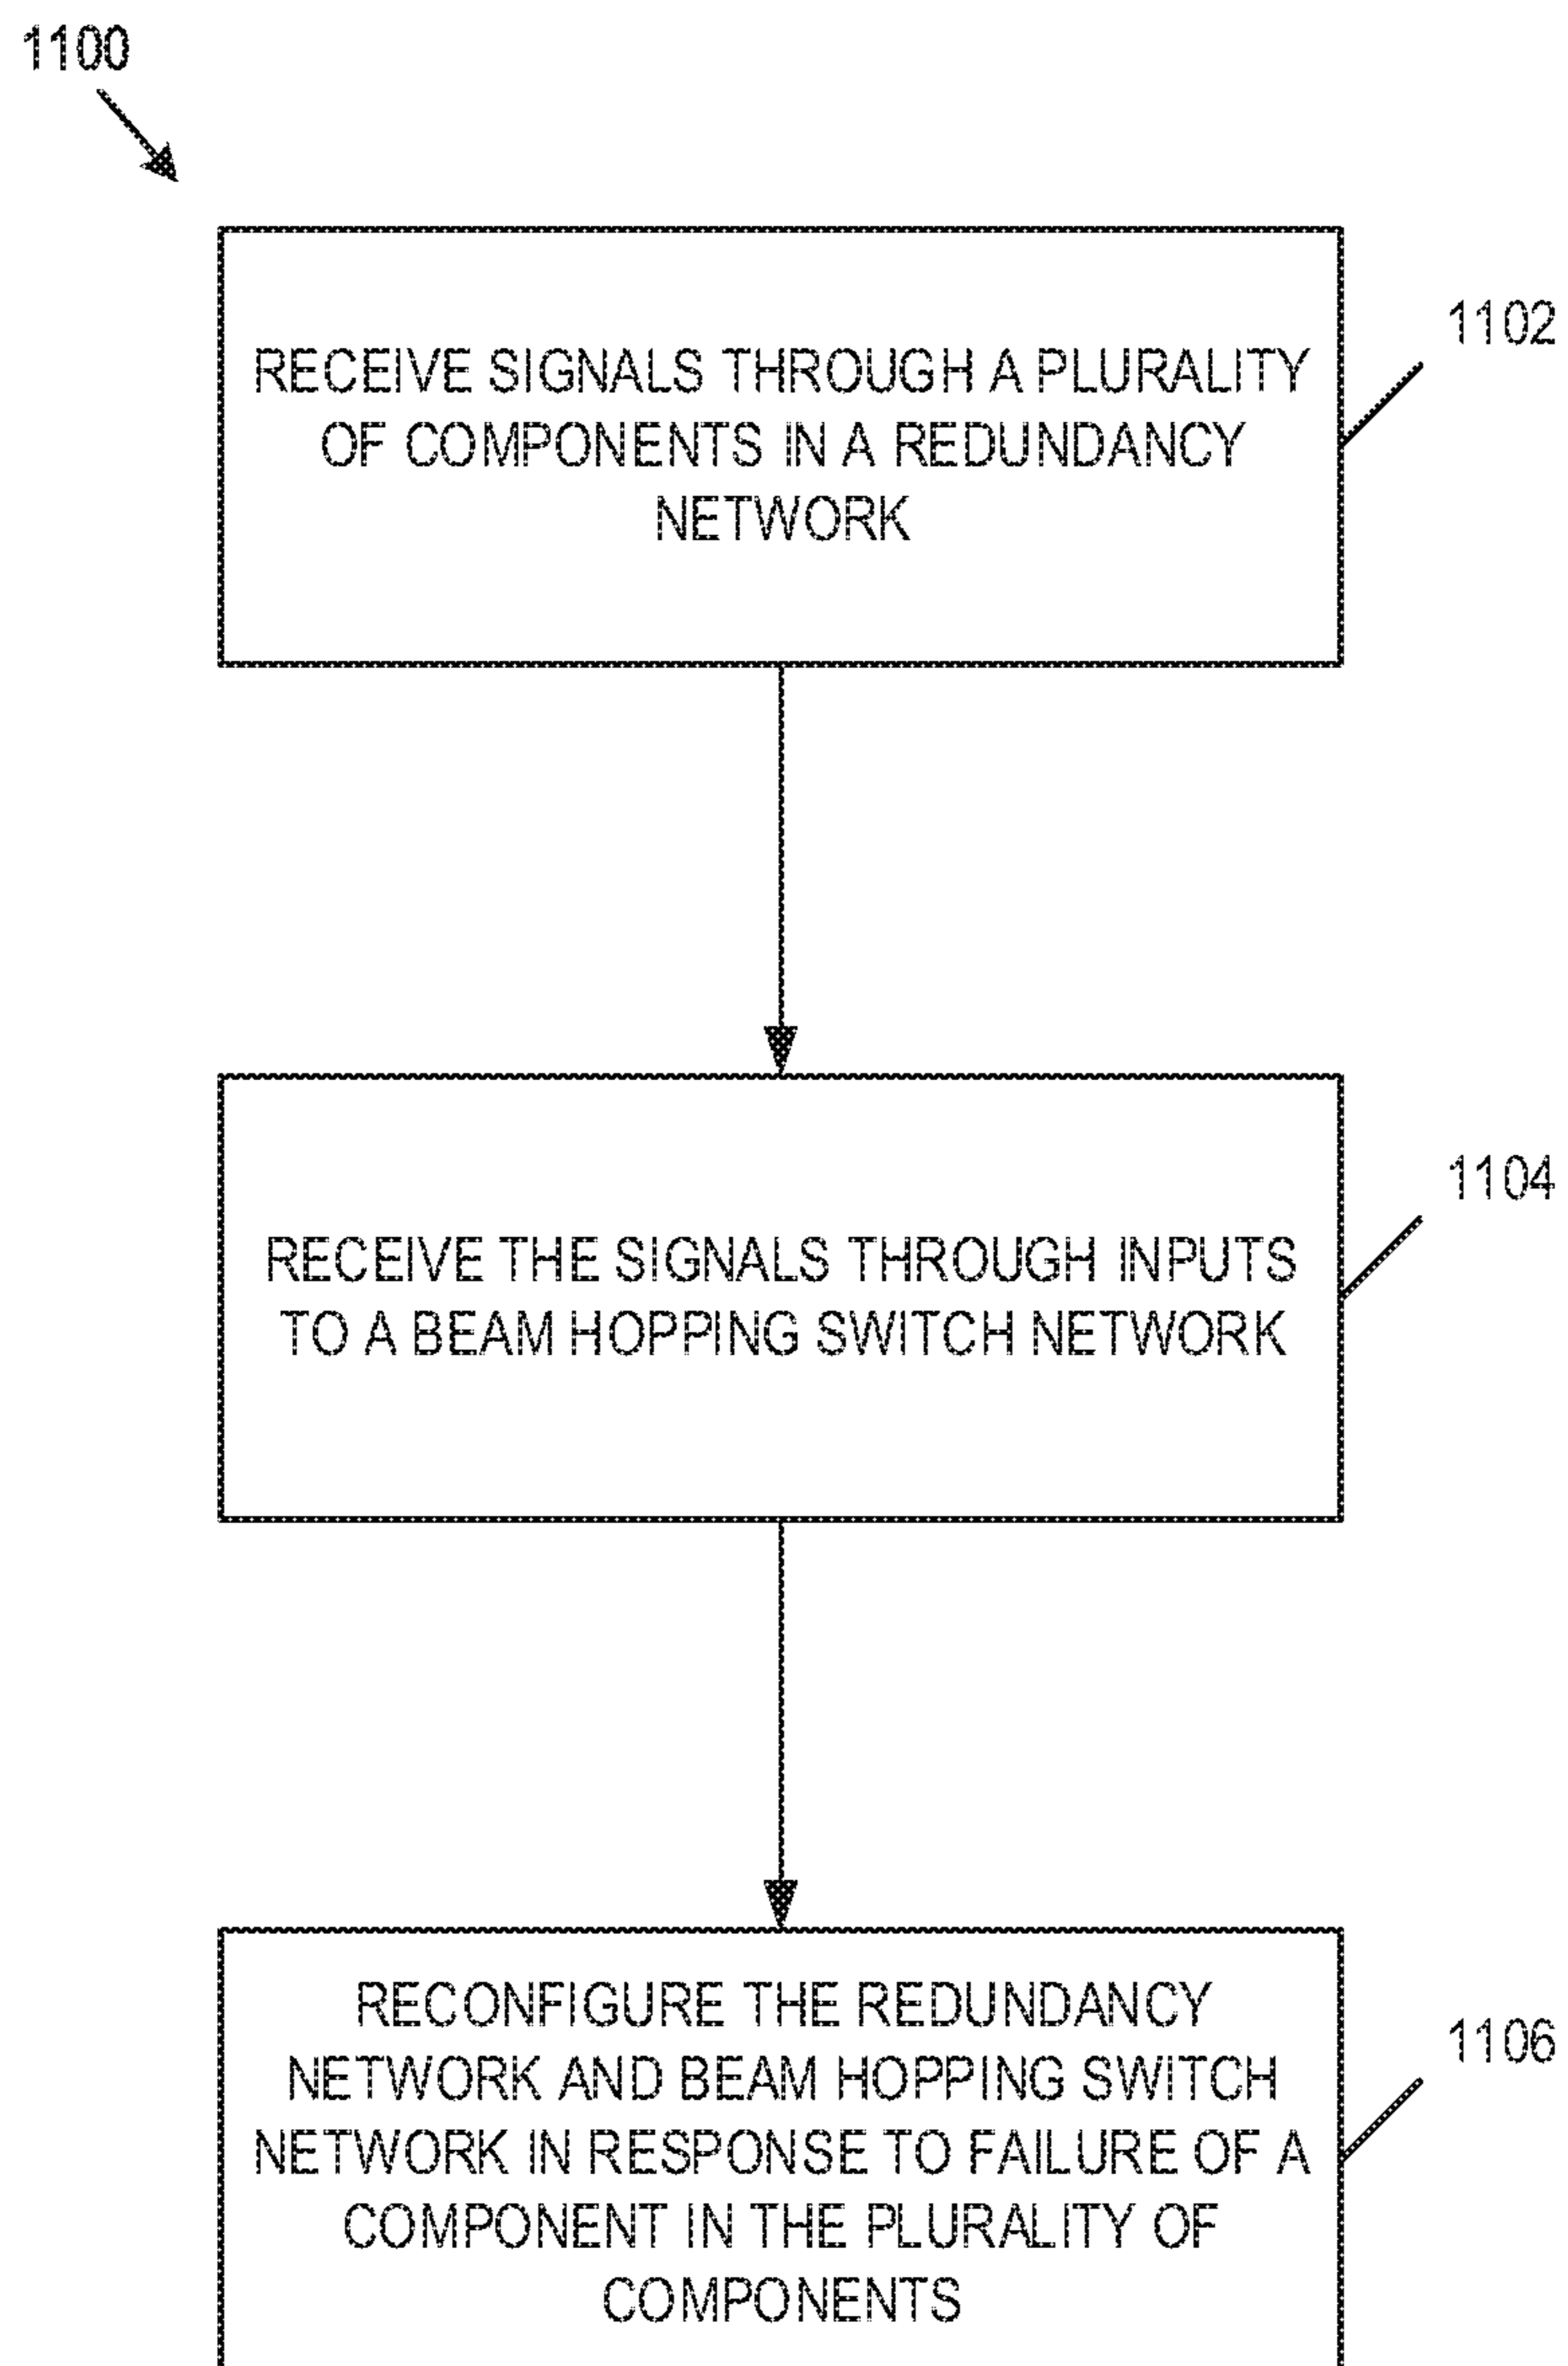 1100
RECEIVE SIGNALS THROUGH A PLURALITY
OF COMPONENTS IN A REDUNDANCY
NETWORK
1102
RECEIVE THE SIGNALS THROUGH INPUTS
TO A BEAM HOPPING SWITCH NETWORK
1104
RECONFIGURE THE REDUNDANCY
NETWORK AND BEAM HOPPING SWITCH
NETWORK IN RESPONSE TO FAILURE OF A
COMPONENT IN THE PLURALITY OF
COMPONENTS
1106